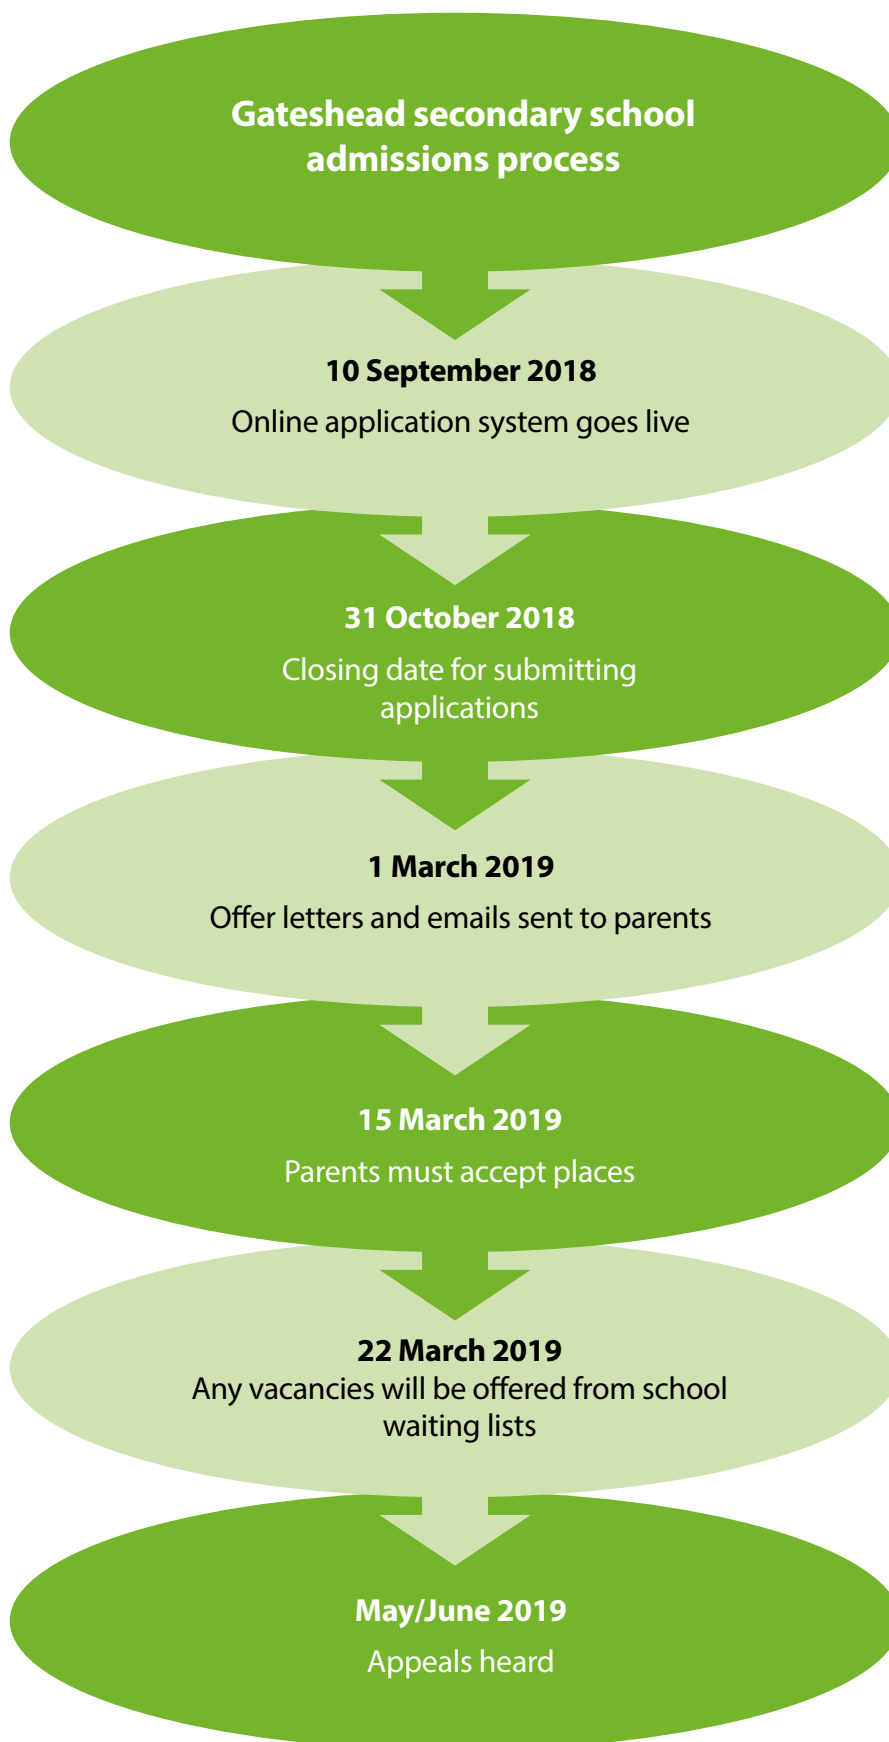 Gateshead secondary school
admissions process
10 September 2018
Online application system goes live
31 October 2018
Closing date for submitting
applications
1 March 2019
Offer letters and emails sent to parents
15 March 2019
Parents must accept places
22 March 2019
Any vacancies will be offered from school
waiting lists
May/June 2019
Appeals heard